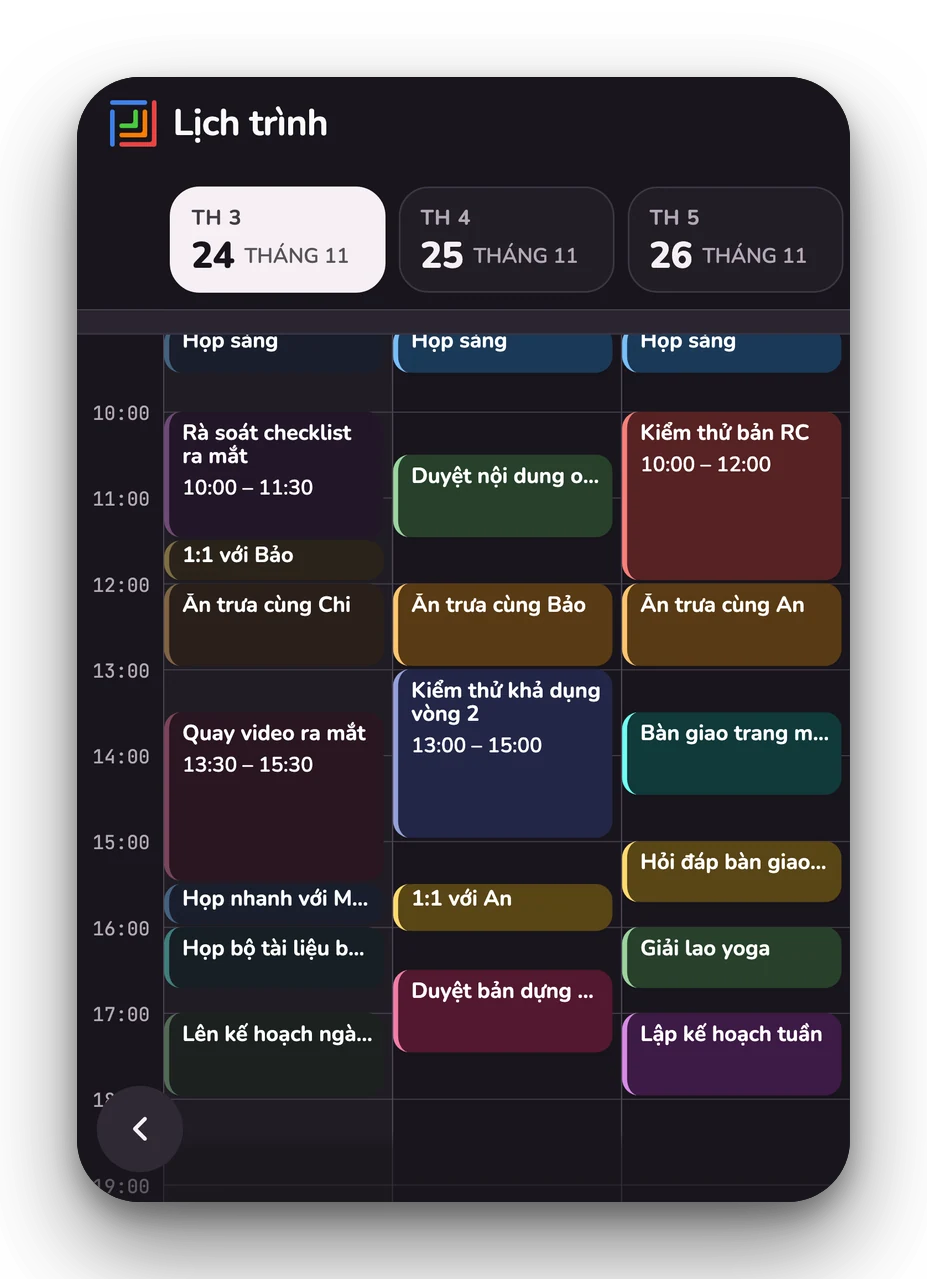 Lịch trình
TH 3
24 THÁNG 11
TH 4
25 THÁNG 11
TH 5
26 THÁNG 11
Họp sáng
Họp sáng
Họp sáng
10:00
11:00
12:00
13:00
14:00
15:00
16:00
17:00
19:00
Rà soát checklist
ra mắt
10:00 – 11:30
1:1 với Bảo
Ăn trưa cùng Chi
Quay video ra mắt
13:30 – 15:30
Họp nhanh với M...
Họp bộ tài liệu b...
Lên kế hoạch ngà...
Duyệt nội dung o...
Ăn trưa cùng Bảo
Kiểm thử khả dụng
vòng 2
13:00 – 15:00
1:1 với An
Duyệt bản dựng ...
Kiểm thử bản RC
10:00 – 12:00
Ăn trưa cùng An
Bàn giao trang m...
Hỏi đáp bàn giao...
Giải lao yoga
Lập kế hoạch tuần